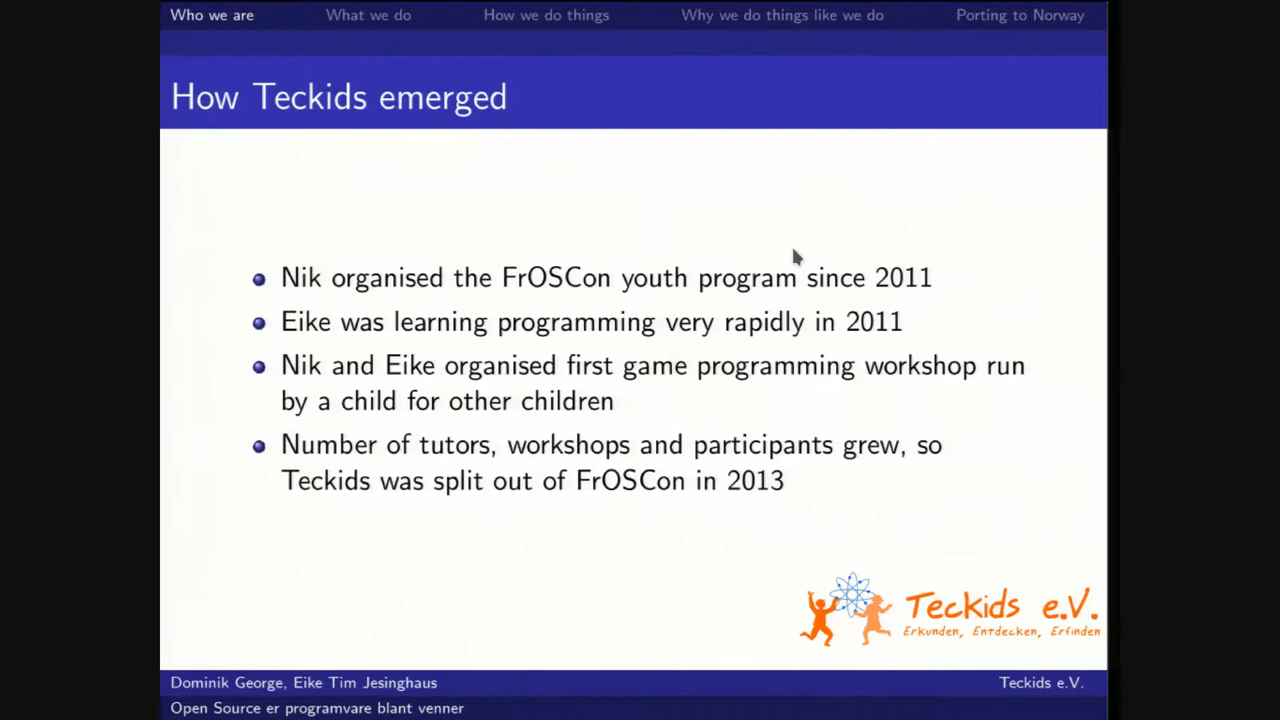 Who we are
What we do
How we do things
Why we do things like we do
Porting to Norway
How Teckids emerged
Nik organised the FrOSCon youth program since 2011
Eike was learning programming very rapidly in 2011
Nik and Eike organised first game programming workshop run
by a child for other children
Number of tutors, workshops and participants grew, so
Teckids was split out of FrOSCon in 2013
Teckids e.V.
Erkunden, Entdecken, Erfinden
Dominik George, Eike Tim Jesinghaus
Teckids e.V.
Open Source er programvare blant venner